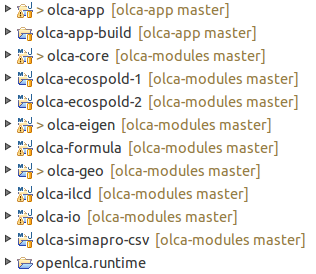 > olca-app [olca-app master]
olca-app-build [olca-app master]
> olca-core [olca-modules master]
olca-ecospold-1 [olca-modules master]
olca-ecospold-2 [olca-modules master]
> olca-eigen [olca-modules master]
olca-formula [olca-modules master]
> olca-geo [olca-modules master]
olca-ilcd [olca-modules master]
olca-io [olca-modules master]
olca-simapro-csv [olca-modules master]
openlca.runtime